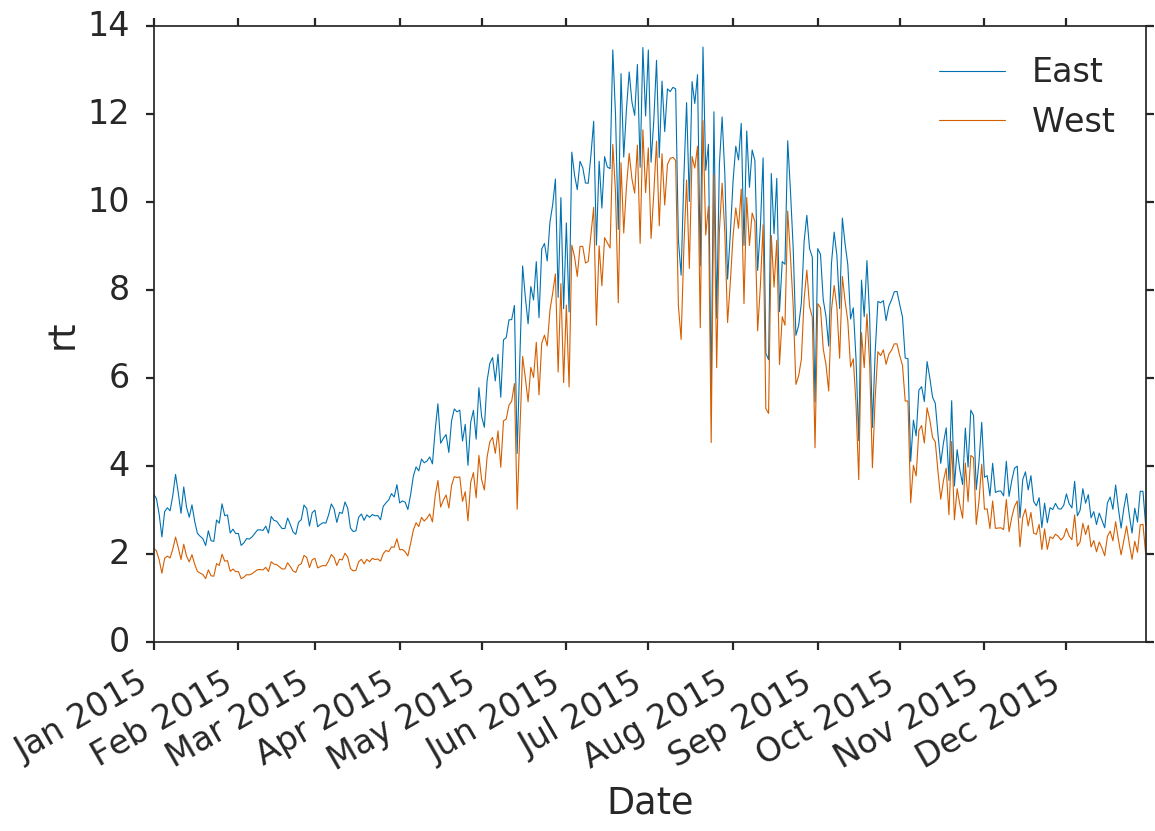 14
12
10
8
6
4
2
0
rt
East
West
Jan 2015
Feb 2015
Mar 2015
Apr 2015
May 2015
Jun 2015
Jul 2015
Aug 2015
Sep 2015
Oct 2015
Nov 2015
Dec 2015
Date